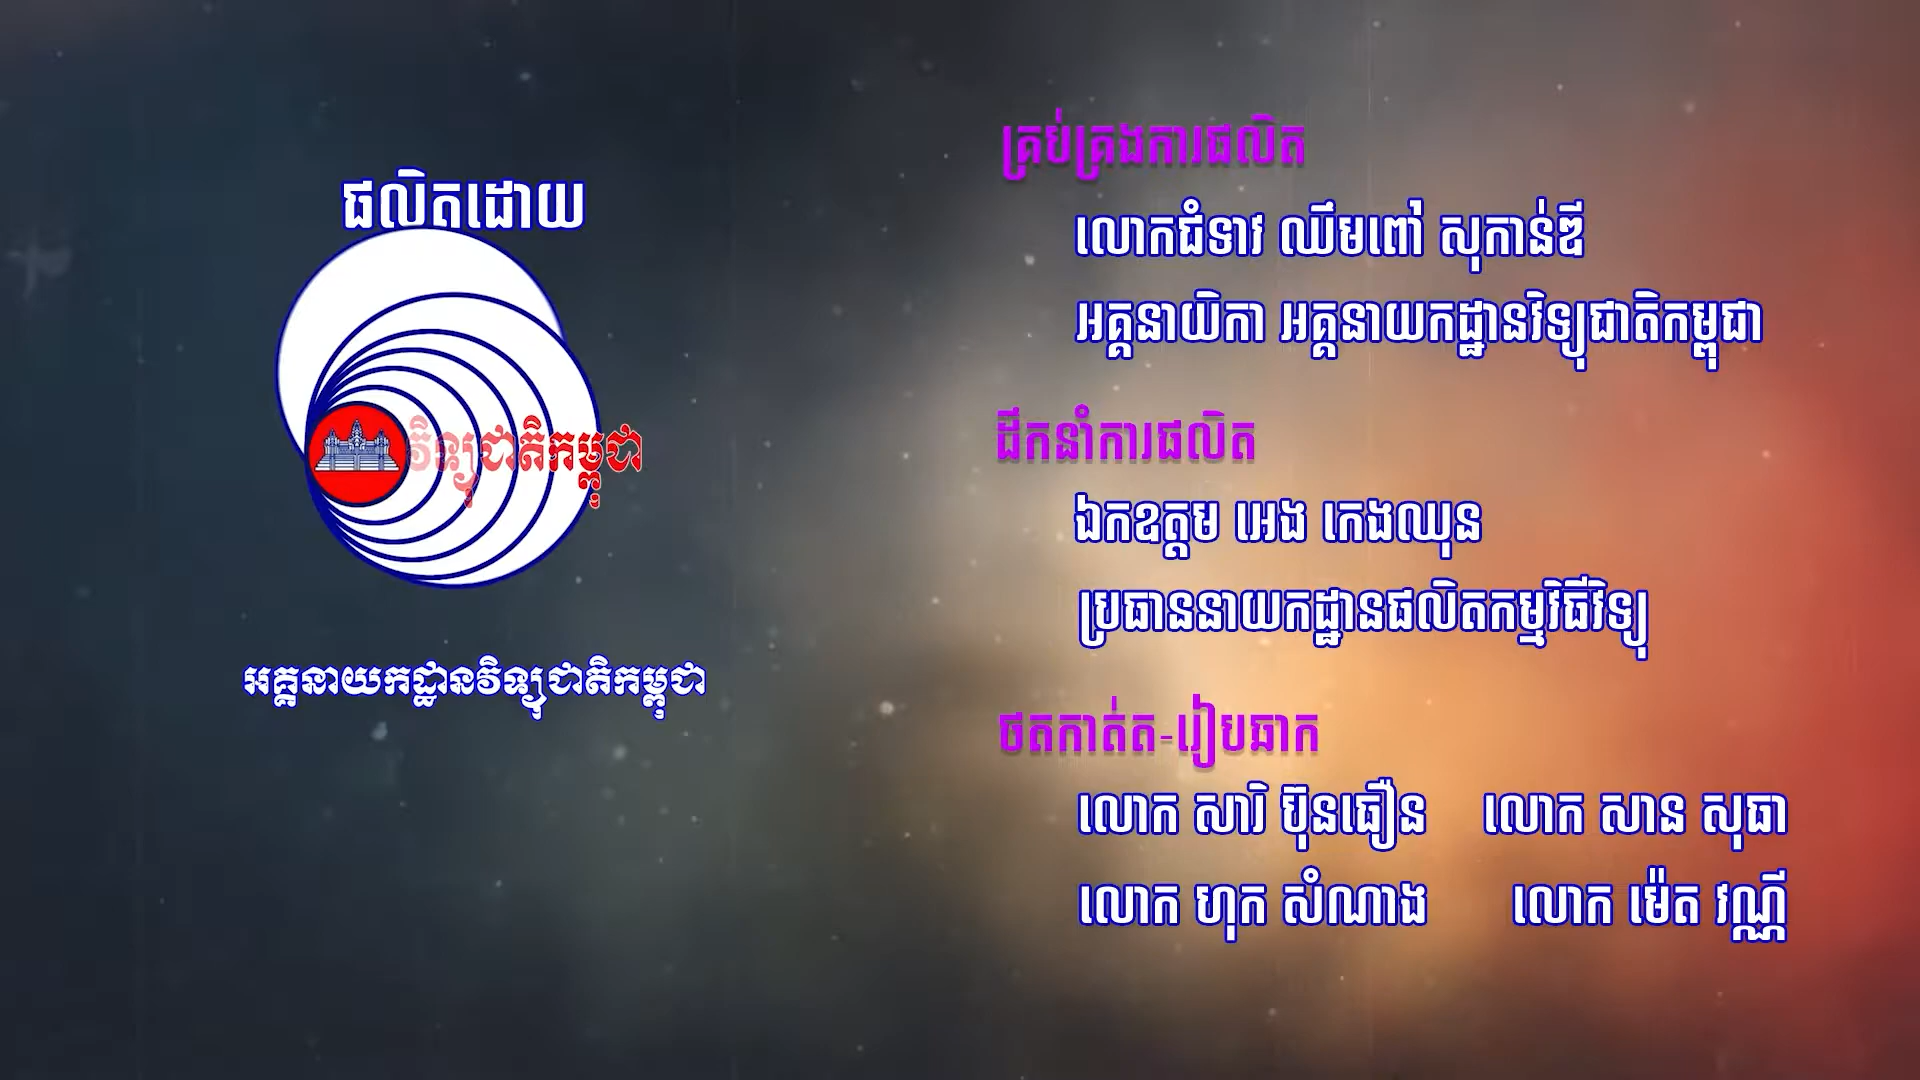 ផលិតដោយ
វិទ្យុជាតិកម្ពុជា
អគ្គនាយកដ្ឋានវិទ្យុជាតិកម្ពុជា
គ្រប់គ្រងការផលិត
លោកជំទាវ ឈឹមពៅ សុកាន់ឌី
អគ្គនាយិកា អគ្គនាយកដ្ឋានវិទ្យុជាតិកម្ពុជា
ដឹកនាំការផលិត
ឯកឧត្តម អេង កេងឈុន
ប្រធាននាយកដ្ឋានផលិតកម្មវិធីវិទ្យុ
ថតកាត់ត-រៀបឆាក
លោក សារិ ប៊ុនធឿន លោក សាន សុធា
លោក ហុក សំណាង លោក ម៉េត វណ្ណី